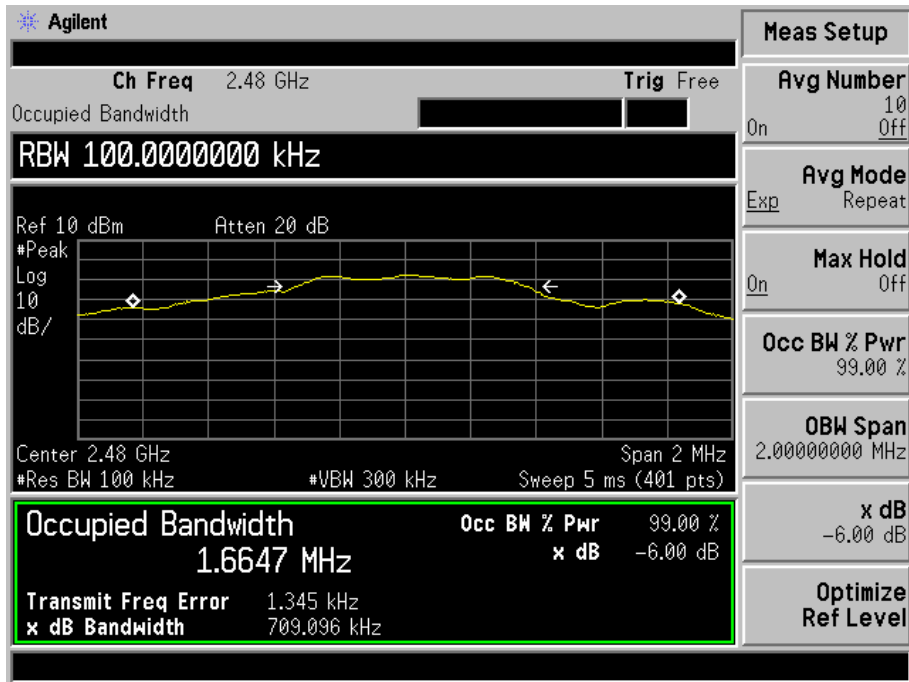 Agilent
Ch Freq 2.48 GHz Trig Free
Occupied Bandwidth
RBW 100.0000000 kHz
Ref 10 dBm Atten 20 dB
#Peak
Log
10
dB/
Center 2.48 GHz Span 2 MHz
#Res BW 100 kHz #VBW 300 kHz Sweep 5 ms (401 pts)
Occupied Bandwidth Occ BW % Pwr 99.00 %
1.6647 MHz x dB -6.00 dB
Transmit Freq Error 1.345 kHz
x dB Bandwidth 709.096 kHz
Meas Setup
Avg Number
10
On Off
Avg Mode
Exp Repeat
Max Hold
On Off
Occ BW % Pwr
99.00 %
OBW Span
2.00000000 MHz
x dB
-6.00 dB
Optimize
Ref Level